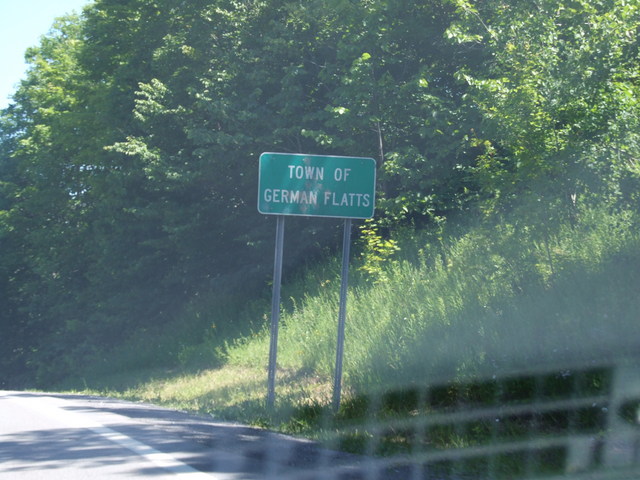 TOWN OF
GERMAN FLATTS